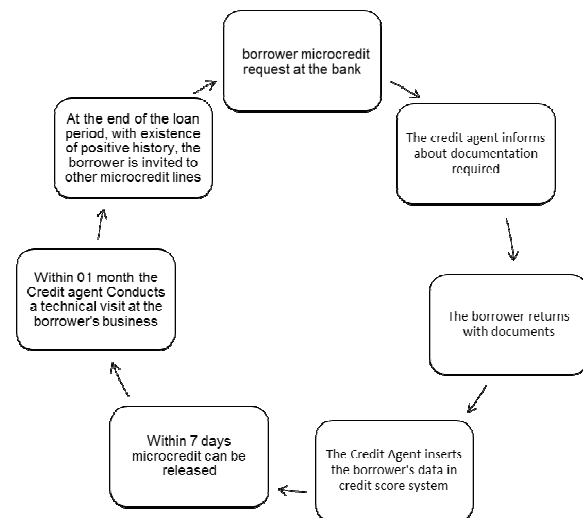 borrower microcredit
request at the bank
The credit agent informs
about documentation
required
The borrower returns
with documents
The Credit Agent inserts
the borrower's data in
credit score system
Within 7 days
microcredit can be
released
Within 01 month the
Credit agent Conducts
a technical visit at the
borrower's business
At the end of the loan
period, with existence
of positive history, the
borrower is invited to
other microcredit lines